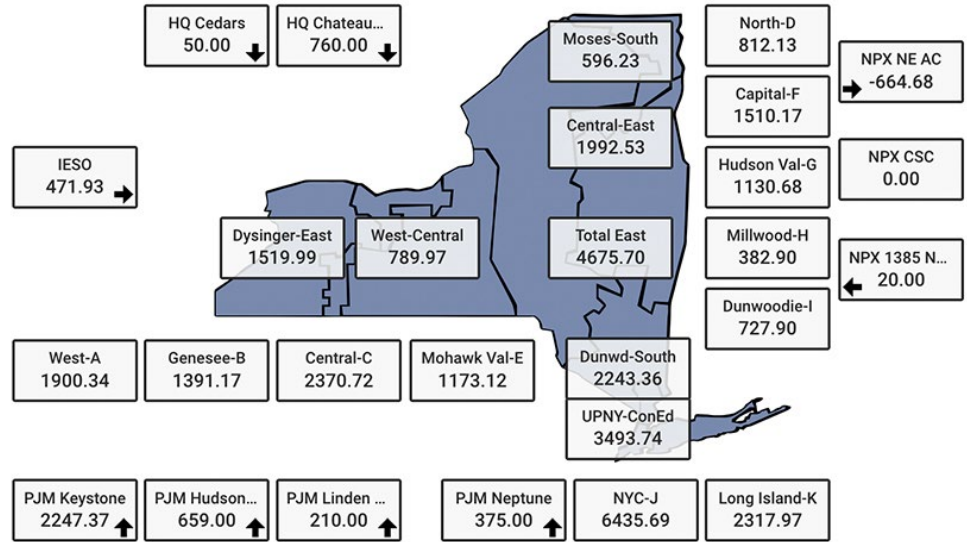 HQ Cedars
50.00
HQ Chateau...
760.00
Moses-South
596.23
North-D
812.13
NPX NE AC
-664.68
Capital-F
1510.17
Central-East
1992.53
IESO
471.93
Hudson Val-G
1130.68
NPX CSC
0.00
Dysinger-East
1519.99
West-Central
789.97
Total East
4675.70
Millwood-H
382.90
NPX 1385 N...
20.00
Dunwoodie-I
727.90
West-A
1900.34
Genesee-B
1391.17
Central-C
2370.72
Mohawk Val-E
1173.12
Dunwd-South
2243.36
UPNY-ConEd
3493.74
PJM Keystone
2247.37
PJM Hudson...
659.00
PJM Linden ...
210.00
PJM Neptune
375.00
NYC-J
6435.69
Long Island-K
2317.97